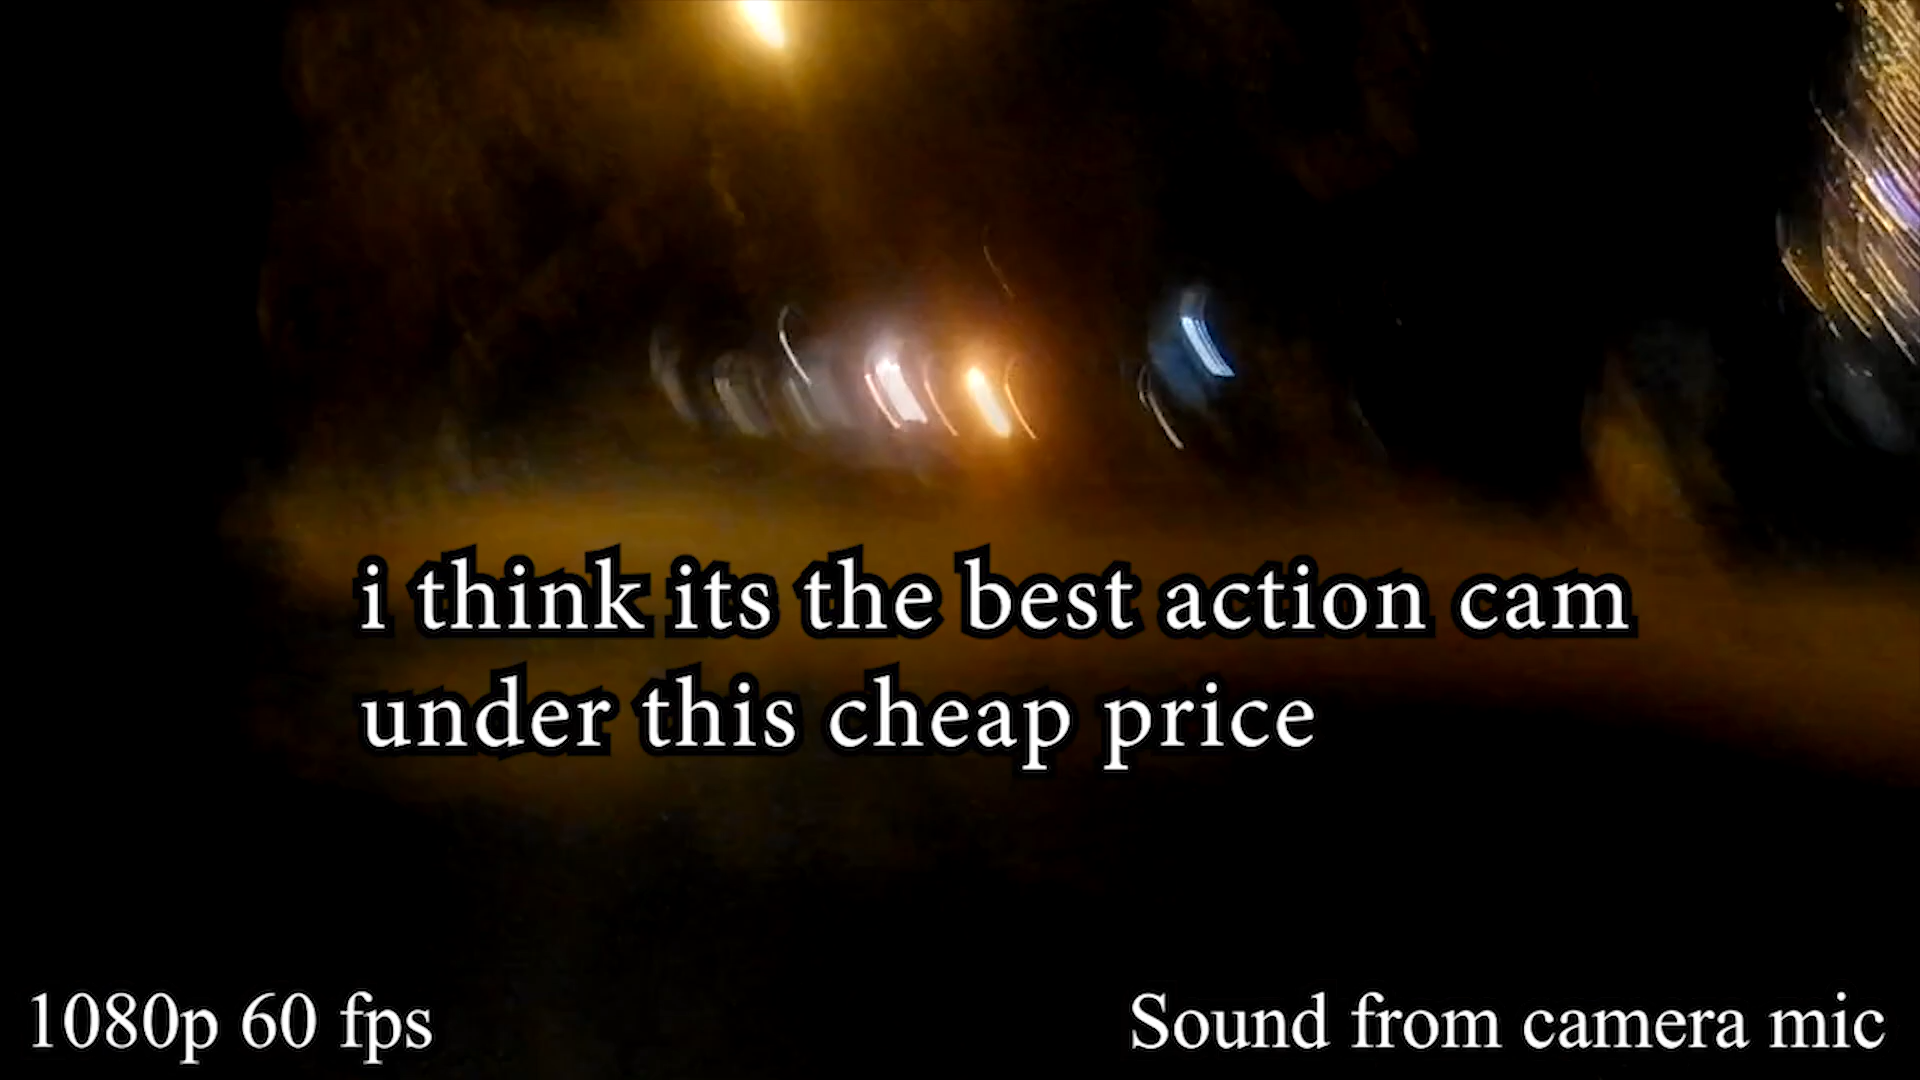 i think its the best action cam
under this cheap price
1080p 60 fps
Sound from camera mic